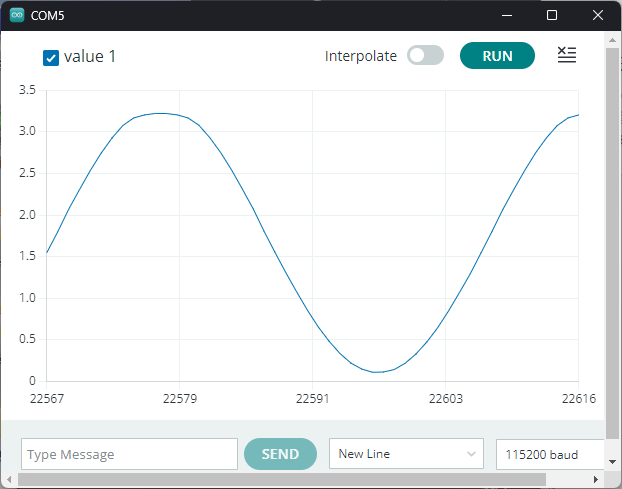 COM5
value 1
Interpolate
RUN
3.5
3.0
2.5
2.0
1.5
1.0
0.5
0
22567 22579 22591 22603 22616
Type Message
SEND
New Line
115200 baud